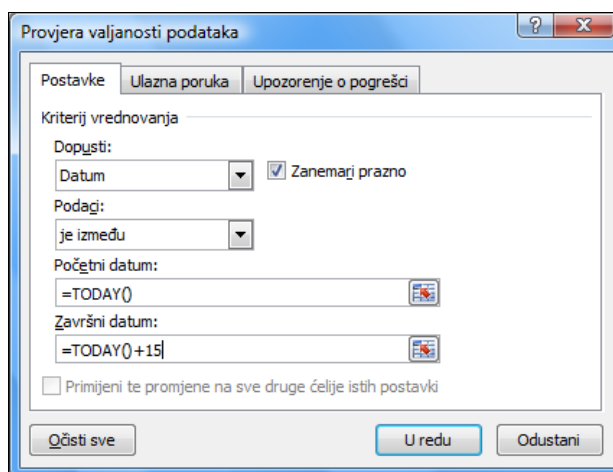 Provjera valjanosti podataka
Postavke Ulazna poruka Upozorenje o pogrešci
Kriterij vrednovanja
Dopusti:
Datum Zanemari prazno
Podaci:
je između
Početni datum:
=TODAY()
Završni datum:
=TODAY()+15
Primijeni te promjene na sve druge ćelije istih postavki
Očisti sve U redu Odustani